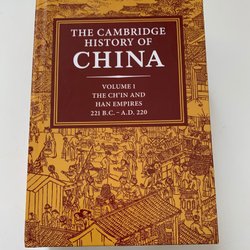 THE CAMBRIDGE
HISTORY OF
CHINA
VOLUME 1
THE CH'IN AND
HAN EMPIRES
221 B.C. – A.D. 220